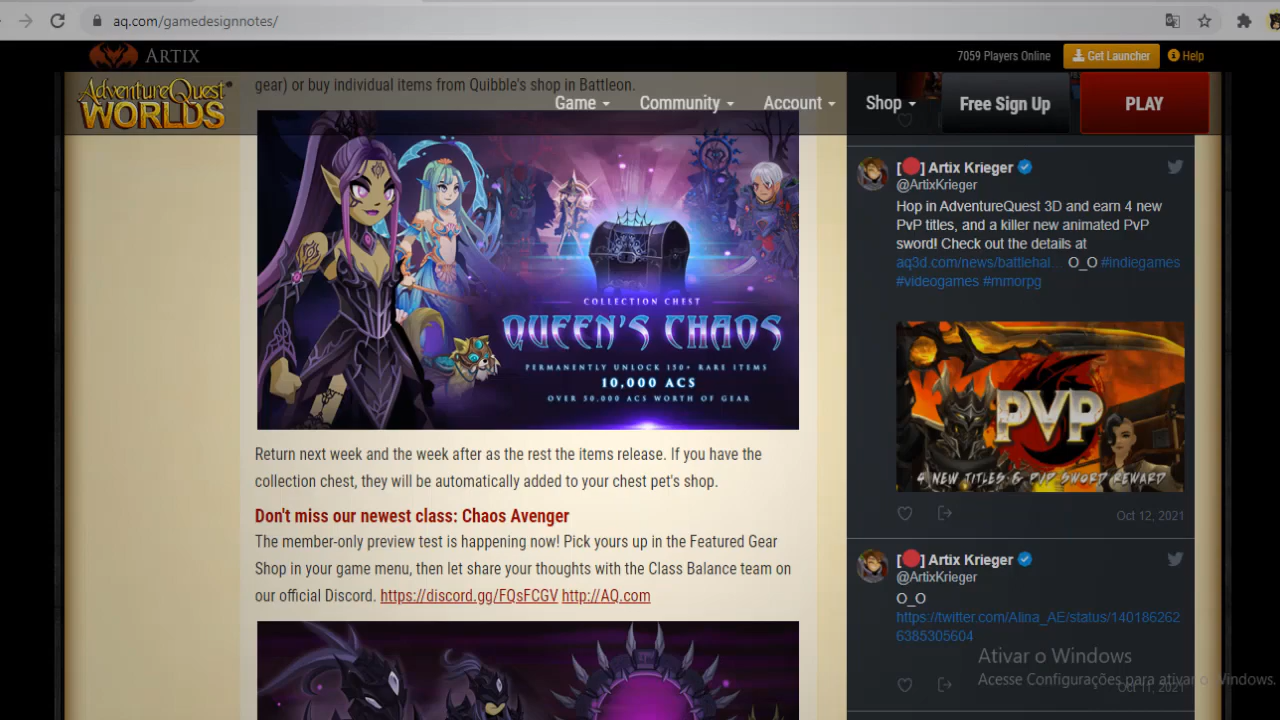 aq.com/gamedesignnotes/
ARTIX
7059 Players Online
Get Launcher
Help
AdventureQuest
WORLDS
Game
Community
Account
Shop
Free Sign Up
PLAY
gear) or buy individual items from Quibble's shop in Battleon.
COLLECTION CHEST
QUEEN'S CHAOS
PERMANENTLY UNLOCK 150+ RARE ITEMS
10,000 ACS
OVER 50,000 ACS WORTH OF GEAR
Return next week and the week after as the rest the items release. If you have the
collection chest, they will be automatically added to your chest pet's shop.
Don't miss our newest class: Chaos Avenger
The member-only preview test is happening now! Pick yours up in the Featured Gear
Shop in your game menu, then let share your thoughts with the Class Balance team on
our official Discord. https://discord.gg/FQsFCGV http://AQ.com
[🔴] Artix Krieger
@ArtixKrieger
Hop in AdventureQuest 3D and earn 4 new
PvP titles, and a killer new animated PvP
sword! Check out the details at
aq3d.com/news/battlehal… O_O #indiegames
#videogames #mmorpg
PVP
4 NEW TITLES & PVP SWORD REWARD
Oct 12, 2021
[🔴] Artix Krieger
@ArtixKrieger
O_O
https://twitter.com/Alina_AE/status/140186262
6385305604
Oct 11, 2021
Ativar o Windows
Acesse Configurações para ativar o Windows.